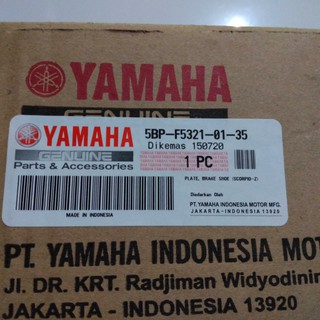 YAMAHA
GENUINE
YAMAHA
GENUINE
Parts & Accessories
5BP-F5321-01-35
Dikemas 150720
1 PC
PLATE, BRAKE SHOE (SCORPIO-Z)
Diedarkan Oleh
PT.YAMAHA INDONESIA MOTOR MFG.
JAKARTA - INDONESIA 13920
MADE IN INDONESIA
PT. YAMAHA INDONESIA MOT
Jl. DR. KRT. Radjiman Widyodinin
JAKARTA - INDONESIA 13920